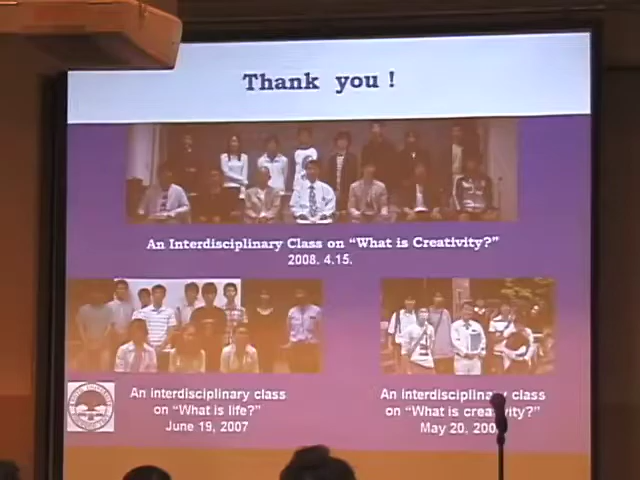 Thank you !
An Interdisciplinary Class on “What is Creativity?”
2008. 4.15.
An interdisciplinary class
on “What is life?”
June 19, 2007
An interdisciplinary class
on “What is creativity?”
May 20,